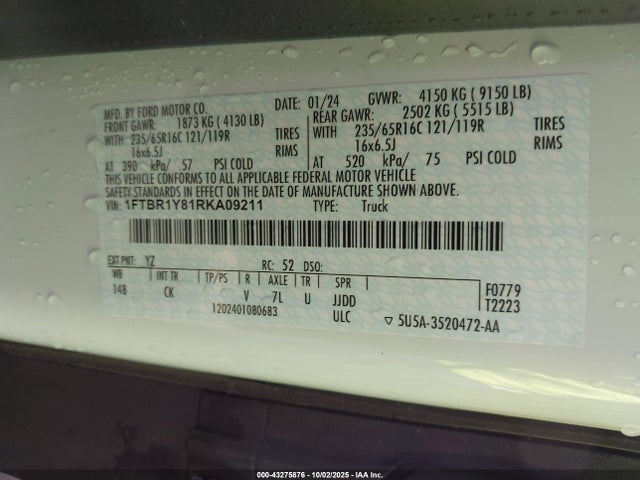 MFD. BY FORD MOTOR CO. DATE: 01/24 GVWR: 4150 KG ( 9150 LB)
FRONT GAWR: 1873 KG ( 4130 LB) REAR GAWR: 2502 KG ( 5515 LB)
WITH 235/65R16C 121/119R TIRES WITH 235/65R16C 121/119R TIRES
16x6.5J RIMS 16x6.5J RIMS
AT 390 kPa/ 57 PSI COLD AT 520 kPa/ 75 PSI COLD
THIS VEHICLE CONFORMS TO ALL APPLICABLE FEDERAL MOTOR VEHICLE
SAFETY STANDARDS IN EFFECT ON THE DATE OF MANUFACTURE SHOWN ABOVE.
VIN: 1FTBR1Y81RKA09211 TYPE: Truck
EXT PNT: YZ RC: 52 DSO:
WB INT TR TP/PS R AXLE TR SPR F0779
148 CK V 7L U JJDD T2223
1202401080683 ULC ▽ 5U5A-3520472-AA
000-43275876 | 10/02/2025 | IAA Inc.